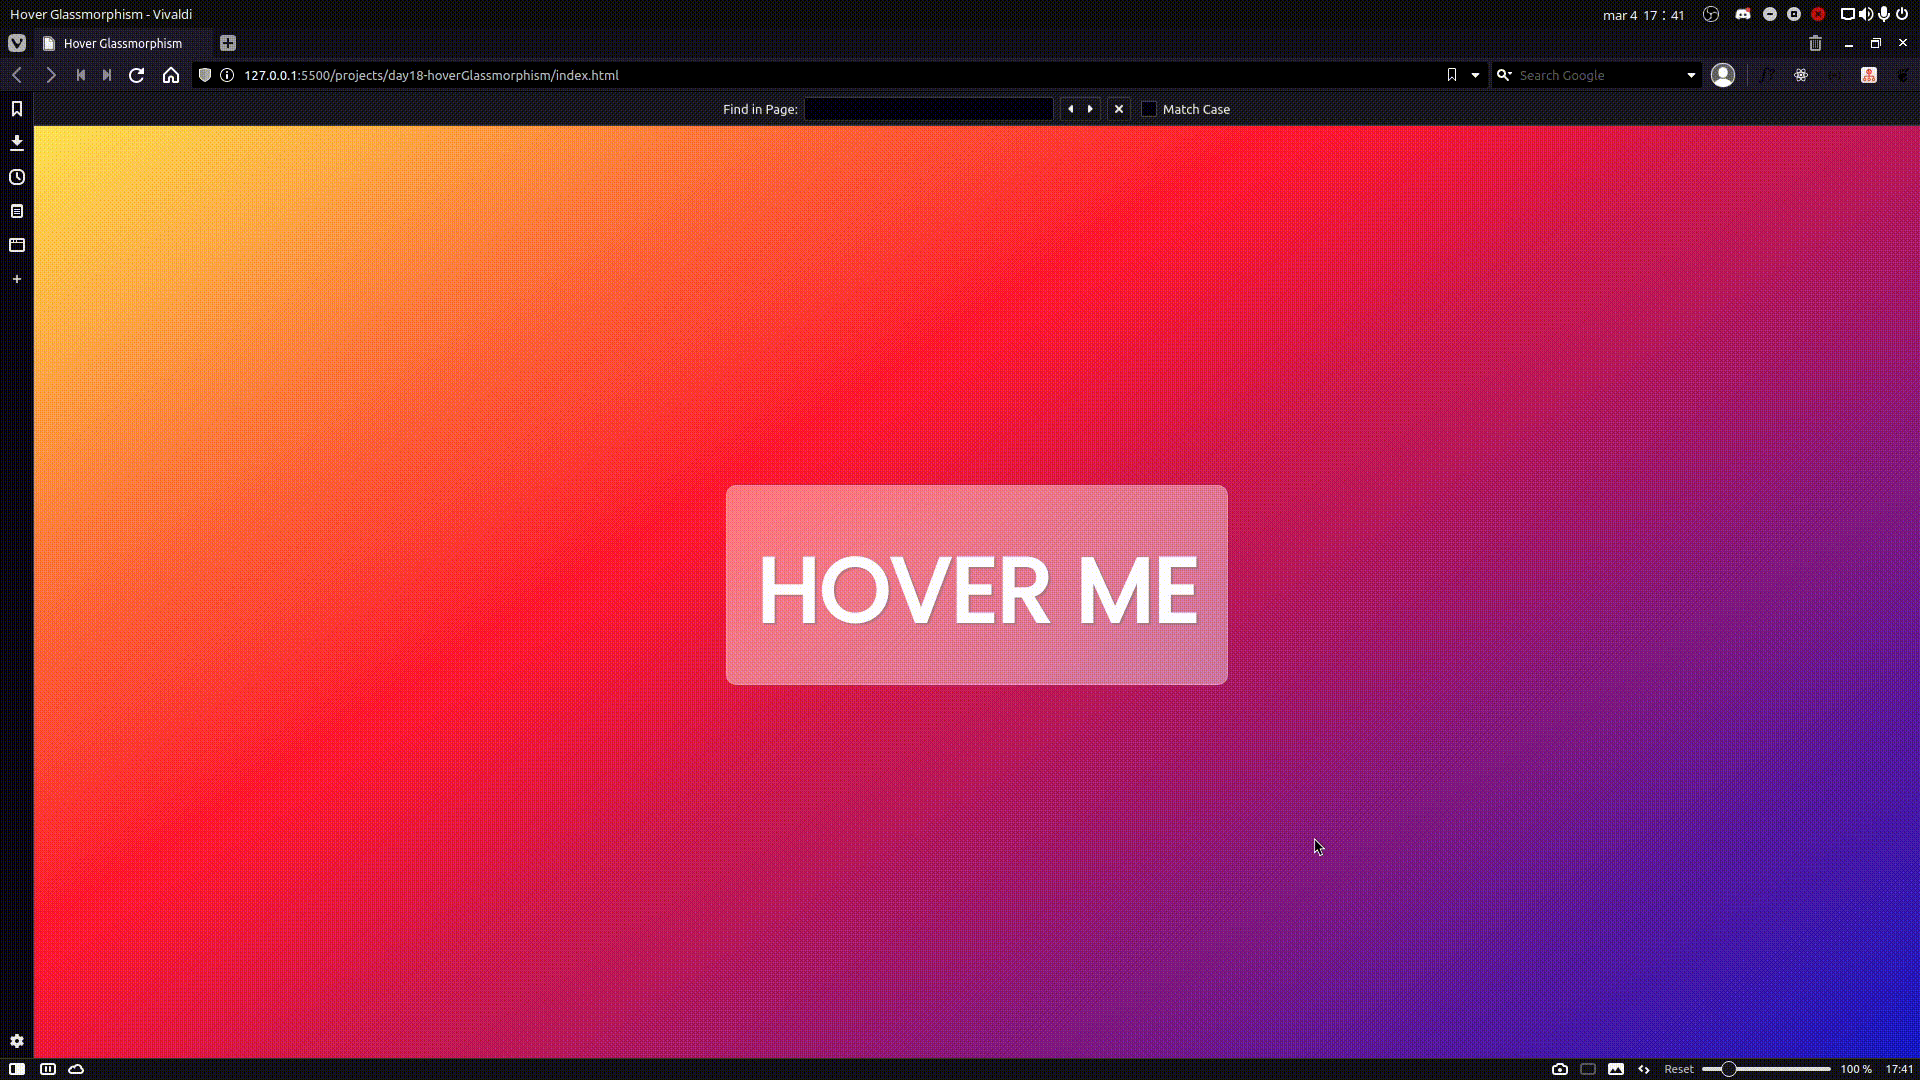 Hover Glassmorphism - Vivaldi
mar 4 17 : 41
Hover Glassmorphism
127.0.0.1:5500/projects/day18-hoverGlassmorphism/index.html
Search Google
Find in Page:
Match Case
HOVER ME
Reset
100 %
17:41